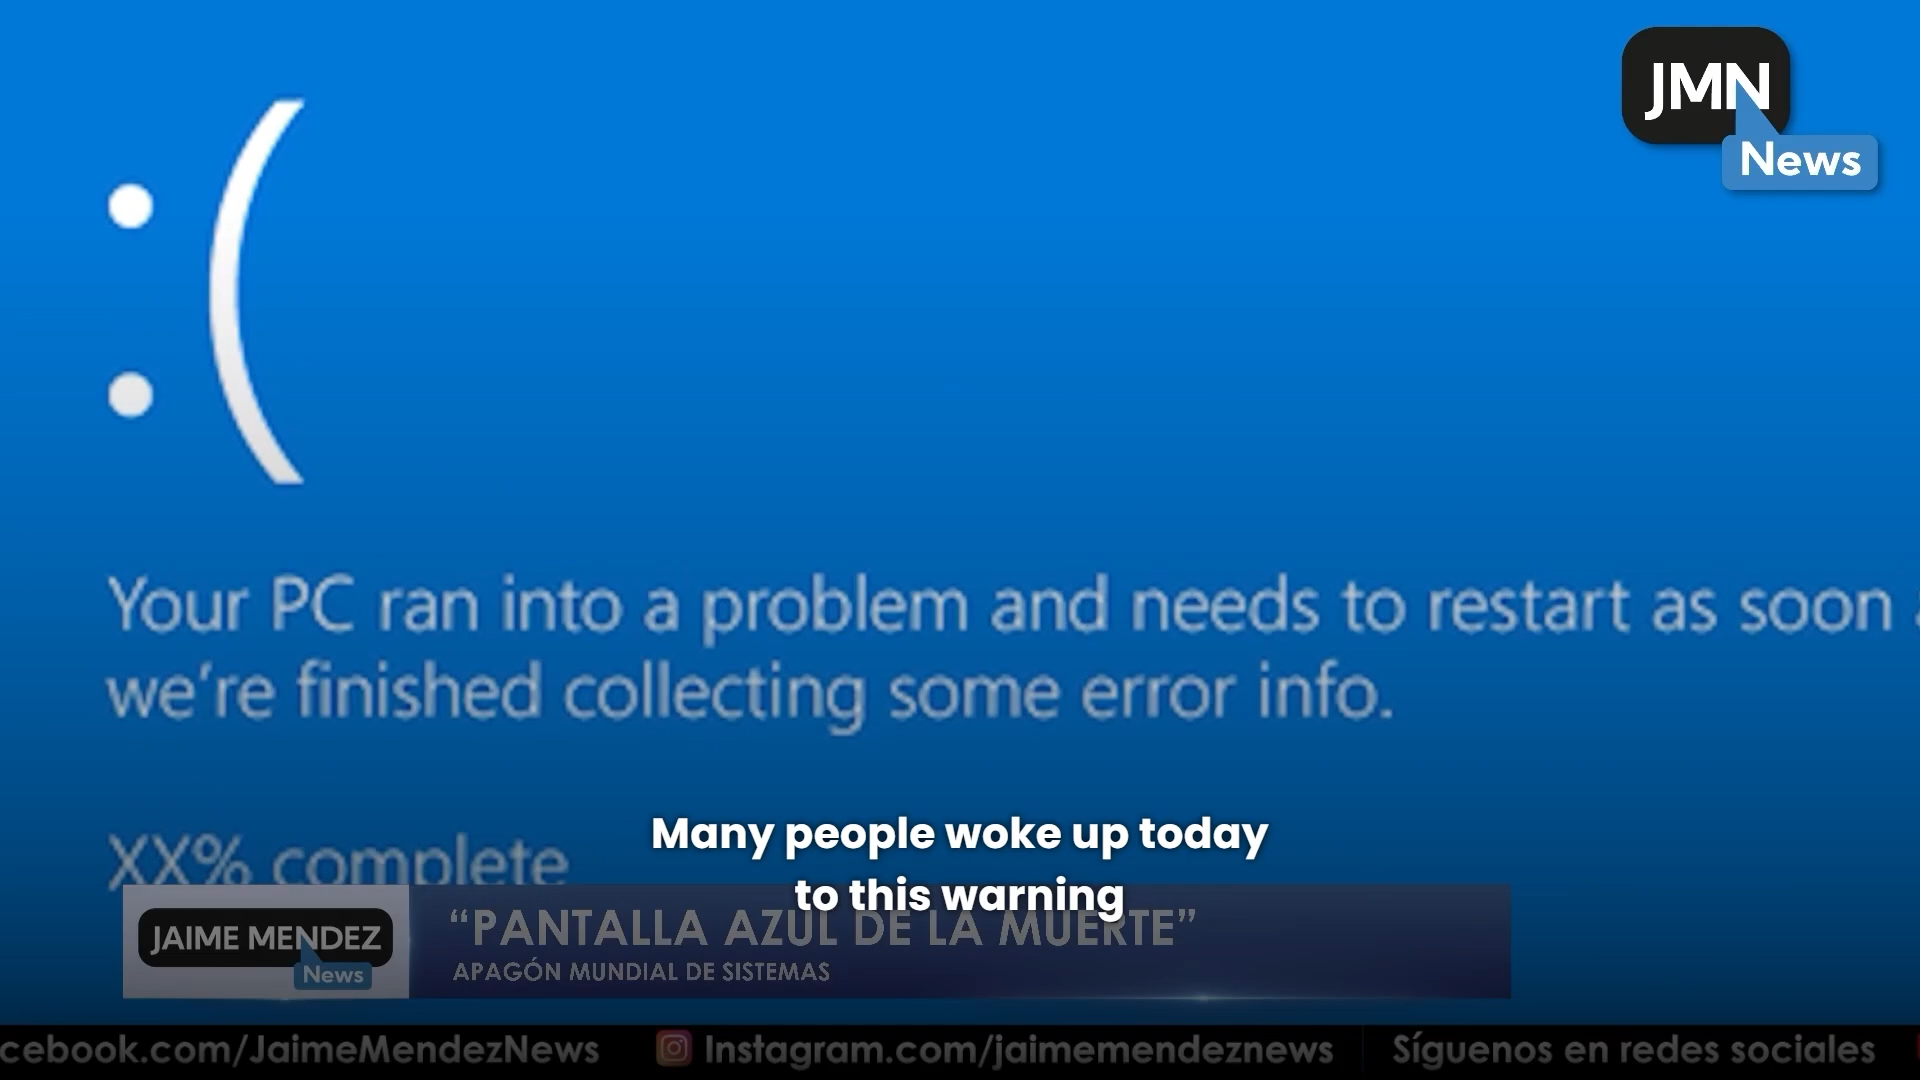 JMN
News
:(
Your PC ran into a problem and needs to restart as soon
we're finished collecting some error info.
XX% complete
Many people woke up today
to this warning
JAIME MENDEZ
News
“PANTALLA AZUL DE LA MUERTE”
APAGÓN MUNDIAL DE SISTEMAS
cebook.com/JaimeMendezNews Instagram.com/jaimemendeznews Síguenos en redes sociales